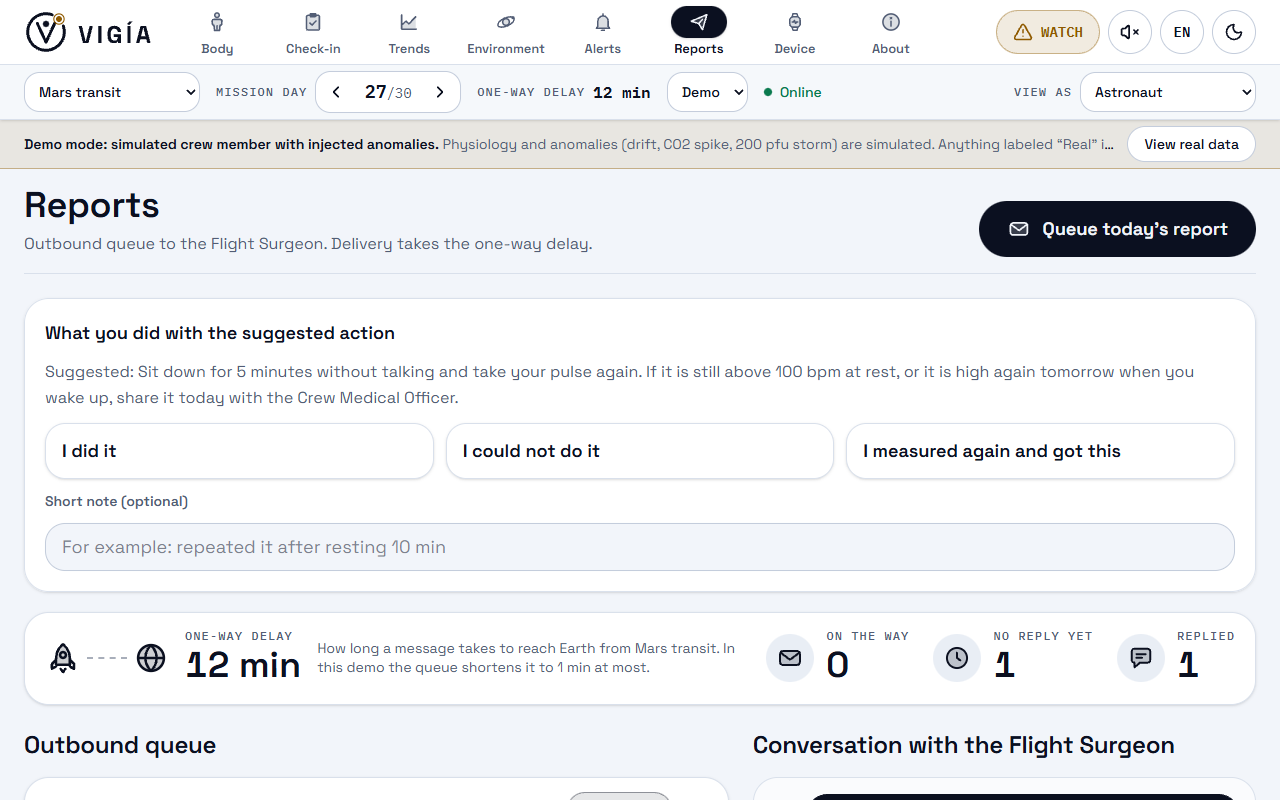 VIGÍA
Body
Check-in
Trends
Environment
Alerts
Reports
Device
About
WATCH
EN
Mars transit
MISSION DAY
27/30
ONE-WAY DELAY 12 min
Demo
Online
VIEW AS
Astronaut
Demo mode: simulated crew member with injected anomalies. Physiology and anomalies (drift, CO2 spike, 200 pfu storm) are simulated. Anything labeled “Real” i…
View real data
Reports
Outbound queue to the Flight Surgeon. Delivery takes the one-way delay.
Queue today's report
What you did with the suggested action
Suggested: Sit down for 5 minutes without talking and take your pulse again. If it is still above 100 bpm at rest, or it is high again tomorrow when you
wake up, share it today with the Crew Medical Officer.
I did it
I could not do it
I measured again and got this
Short note (optional)
For example: repeated it after resting 10 min
ONE-WAY DELAY
12 min
How long a message takes to reach Earth from Mars transit. In
this demo the queue shortens it to 1 min at most.
ON THE WAY
0
NO REPLY YET
1
REPLIED
1
Outbound queue
Conversation with the Flight Surgeon